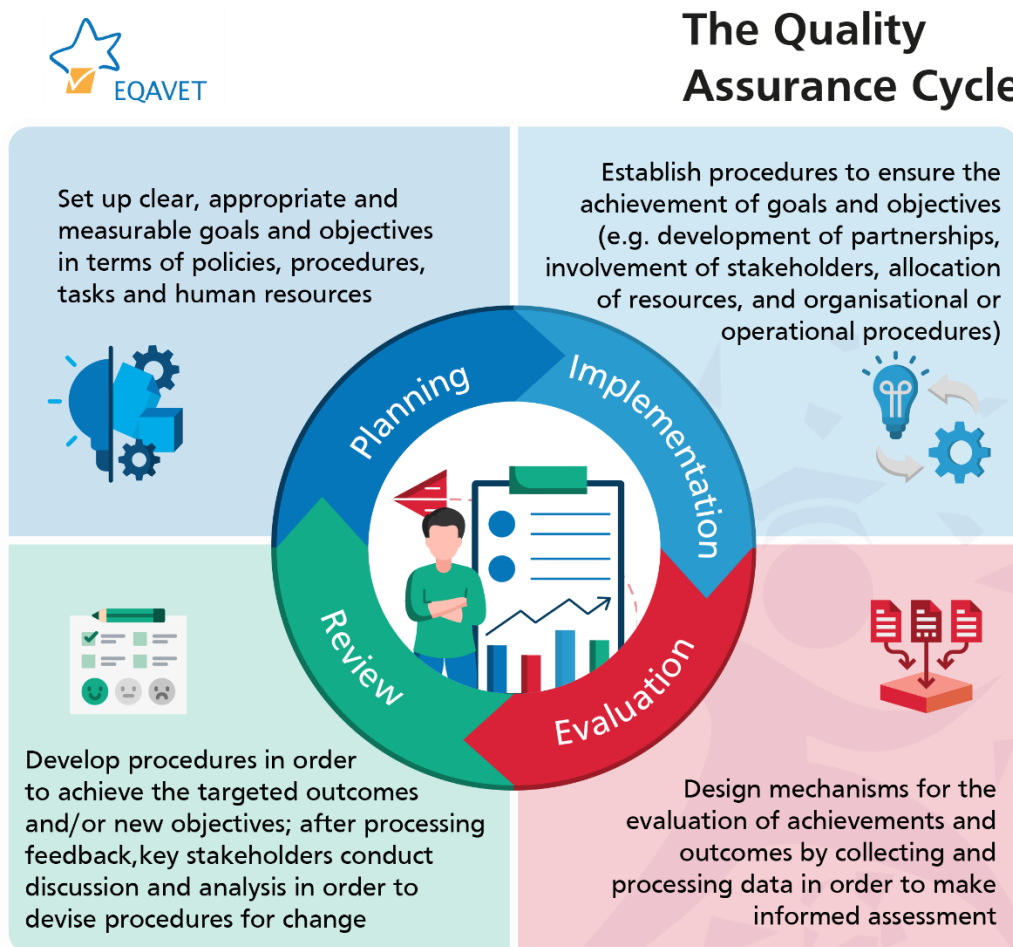 EQAVET
The Quality
Assurance Cycle
Set up clear, appropriate and
measurable goals and objectives
in terms of policies, procedures,
tasks and human resources
Establish procedures to ensure the
achievement of goals and objectives
(e.g. development of partnerships,
involvement of stakeholders, allocation
of resources, and organisational or
operational procedures)
Planning
Implementation
Evaluation
Review
Develop procedures in order
to achieve the targeted outcomes
and/or new objectives; after processing
feedback,key stakeholders conduct
discussion and analysis in order to
devise procedures for change
Design mechanisms for the
evaluation of achievements and
outcomes by collecting and
processing data in order to make
informed assessment